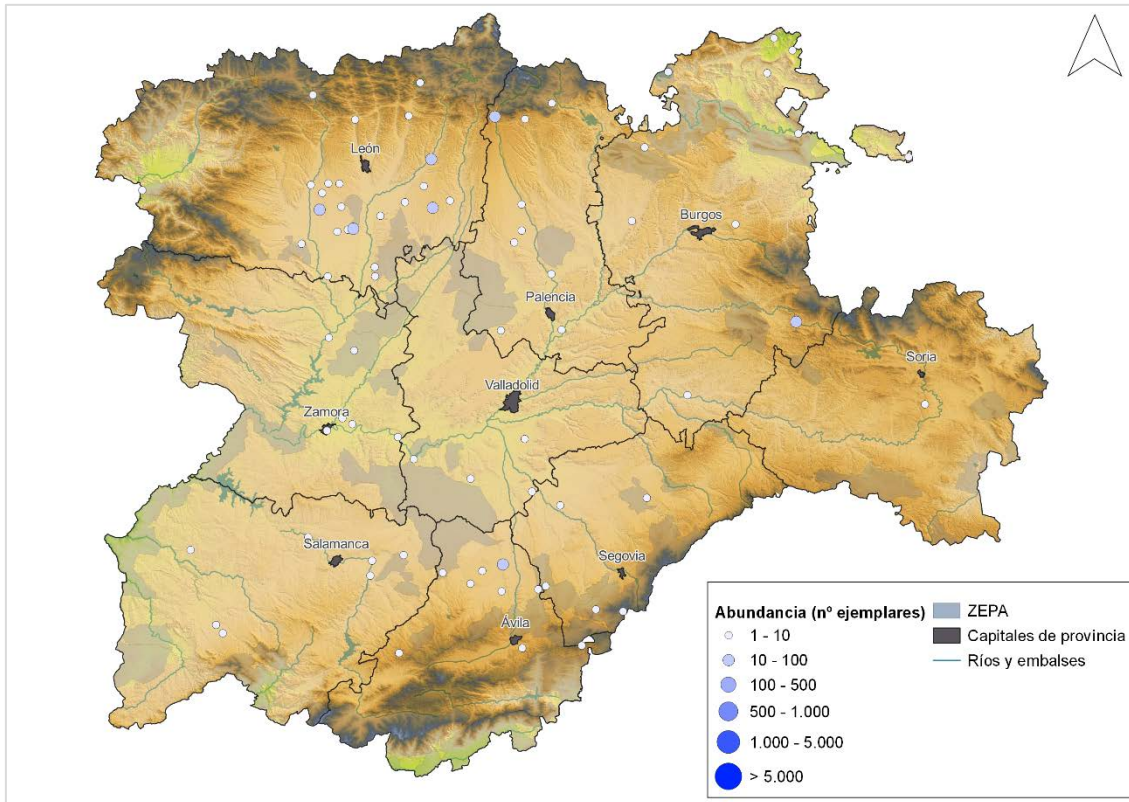 León
Burgos
Palencia
Soria
Valladolid
Zamora
Salamanca
Segovia
Ávila
Abundancia (nº ejemplares)
1 - 10
10 - 100
100 - 500
500 - 1.000
1.000 - 5.000
> 5.000
ZEPA
Capitales de provincia
Ríos y embalses